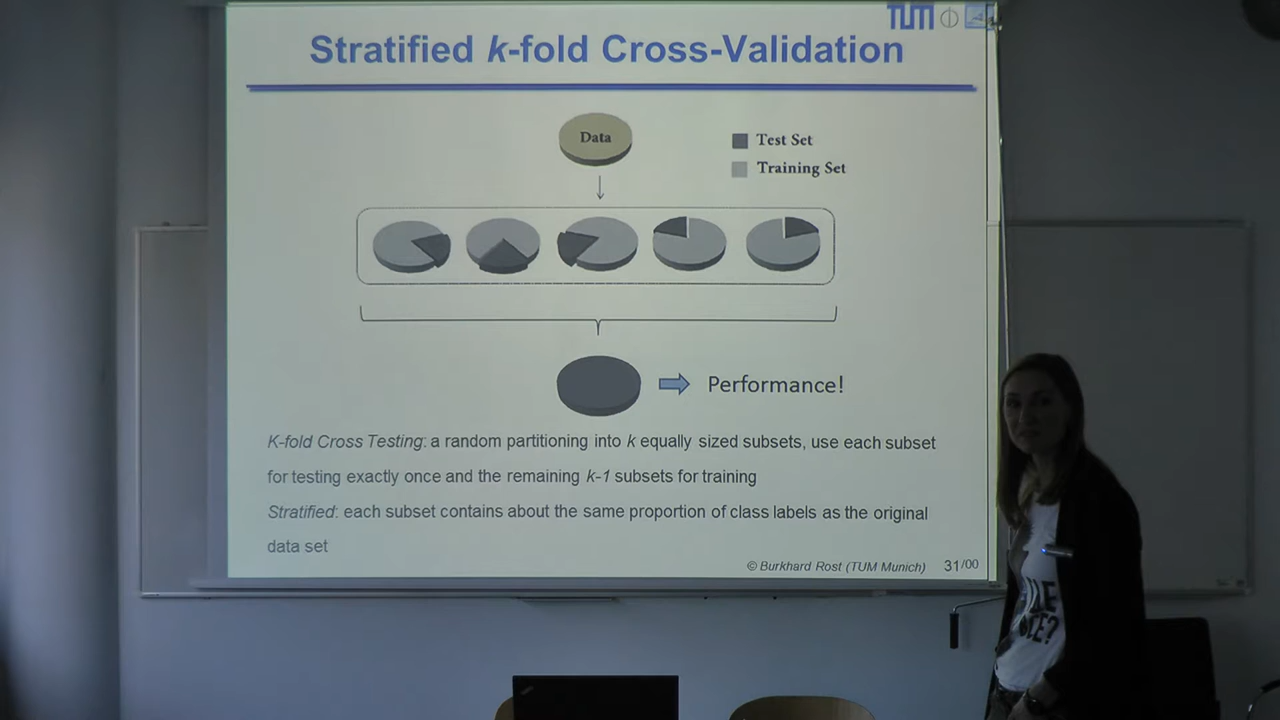 TUM
Stratified k-fold Cross-Validation
Data
Test Set
Training Set
Performance!
K-fold Cross Testing: a random partitioning into k equally sized subsets, use each subset
for testing exactly once and the remaining k-1 subsets for training
Stratified: each subset contains about the same proportion of class labels as the original
data set
© Burkhard Rost (TUM Munich) 31/00